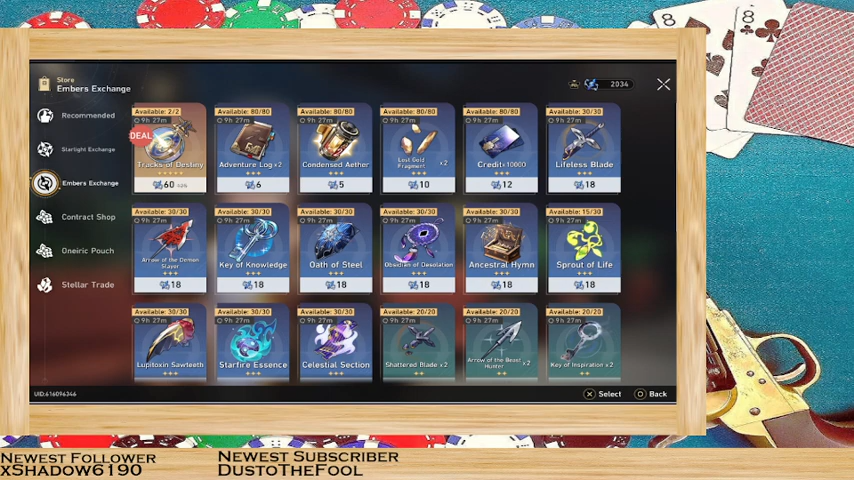 Store
Embers Exchange
2034
Recommended
Starlight Exchange
Embers Exchange
Contract Shop
Oneiric Pouch
Stellar Trade
Available: 2/2
9h 27m
DEAL
Tracks of Destiny
60
Available: 80/80
9h 27m
Adventure Log ×2
6
Available: 80/80
9h 27m
Condensed Aether
5
Available: 80/80
9h 27m
Lost Gold
Fragment ×2
10
Available: 80/80
9h 27m
Credit×10000
12
Available: 30/30
9h 27m
Lifeless Blade
18
Available: 30/30
9h 27m
Arrow of the Demon
Slayer
18
Available: 30/30
9h 27m
Key of Knowledge
18
Available: 30/30
9h 27m
Oath of Steel
18
Available: 30/30
9h 27m
Obsidian of Desolation
18
Available: 30/30
9h 27m
Ancestral Hymn
18
Available: 15/30
9h 27m
Sprout of Life
18
Available: 30/30
9h 27m
Lupitoxin Sawteeth
Available: 30/30
9h 27m
Starfire Essence
Available: 30/30
9h 27m
Celestial Section
Available: 20/20
9h 27m
Shattered Blade ×2
Available: 20/20
9h 27m
Arrow of the Beast
Hunter ×2
Available: 20/20
9h 27m
Key of Inspiration ×2
UID:616096346
Select
Back
8
8
Newest Follower
xShadow6190
Newest Subscriber
DustoTheFool